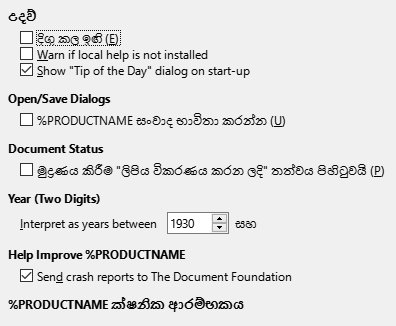 උදව්
දිගු කල ඉඟි (E)
Warn if local help is not installed
Show "Tip of the Day" dialog on start-up
Open/Save Dialogs
%PRODUCTNAME සංවාද භාවිතා කරන්න (U)
Document Status
මුද්‍රණය කිරීම "ලිපිය විකරණය කරන ලදි" තත්වය පිහිටුවයි (P)
Year (Two Digits)
Interpret as years between 1930 සහ
Help Improve %PRODUCTNAME
Send crash reports to The Document Foundation
%PRODUCTNAME ක්ෂනික ආරම්භකය